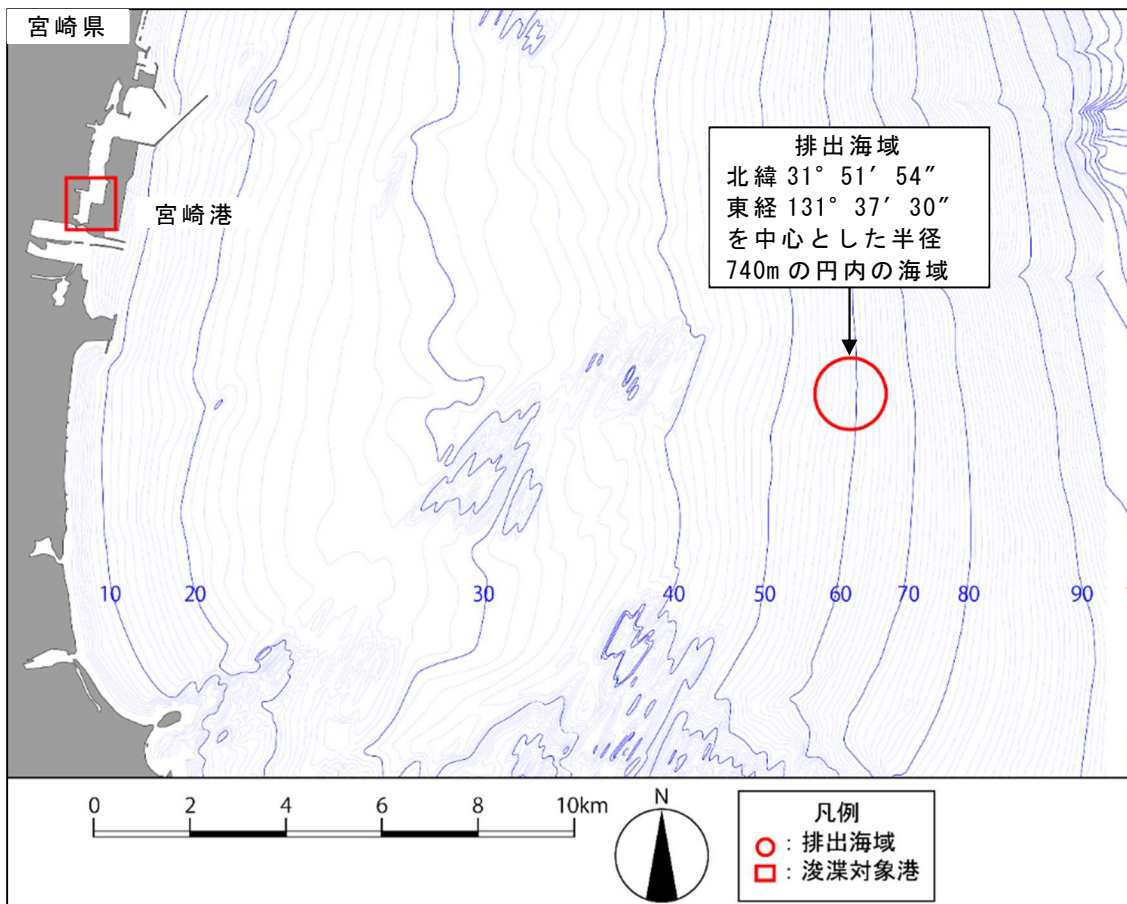 宮崎県
排出海域
北緯 31° 51′ 54″
東経 131° 37′ 30″
を中心とした半径
740m の円内の海域
宮崎港
10 20 30 40 50 60 70 80 90
0 2 4 6 8 10km
N
凡例
：排出海域
：浚渫対象港